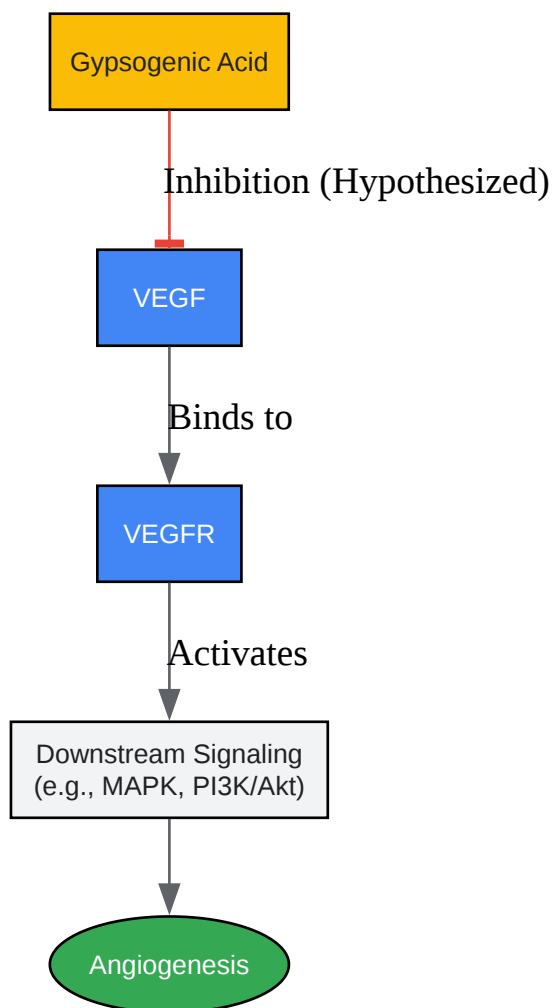 Gypsogenic Acid
Inhibition (Hypothesized)
VEGF
Binds to
VEGFR
Activates
Downstream Signaling
(e.g., MAPK, PI3K/Akt)
Angiogenesis